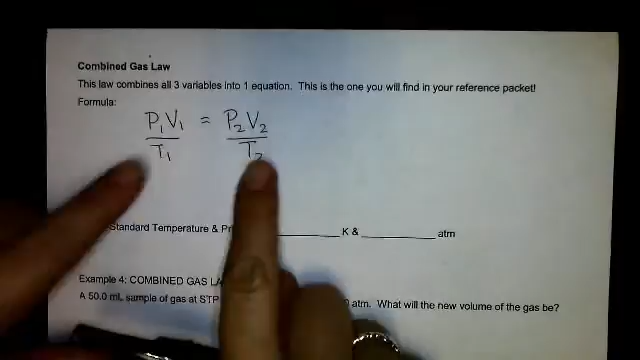 Combined Gas Law
This law combines all 3 variables into 1 equation. This is the one you will find in your reference packet!
Formula:
P₁V₁ = P₂V₂
T₁ T₂
Standard Temperature & ___________ K & ____________ atm
Example 4: COMBINED GAS
A 50.0 mL sample of gas at STP atm. What will the new volume of the gas be?